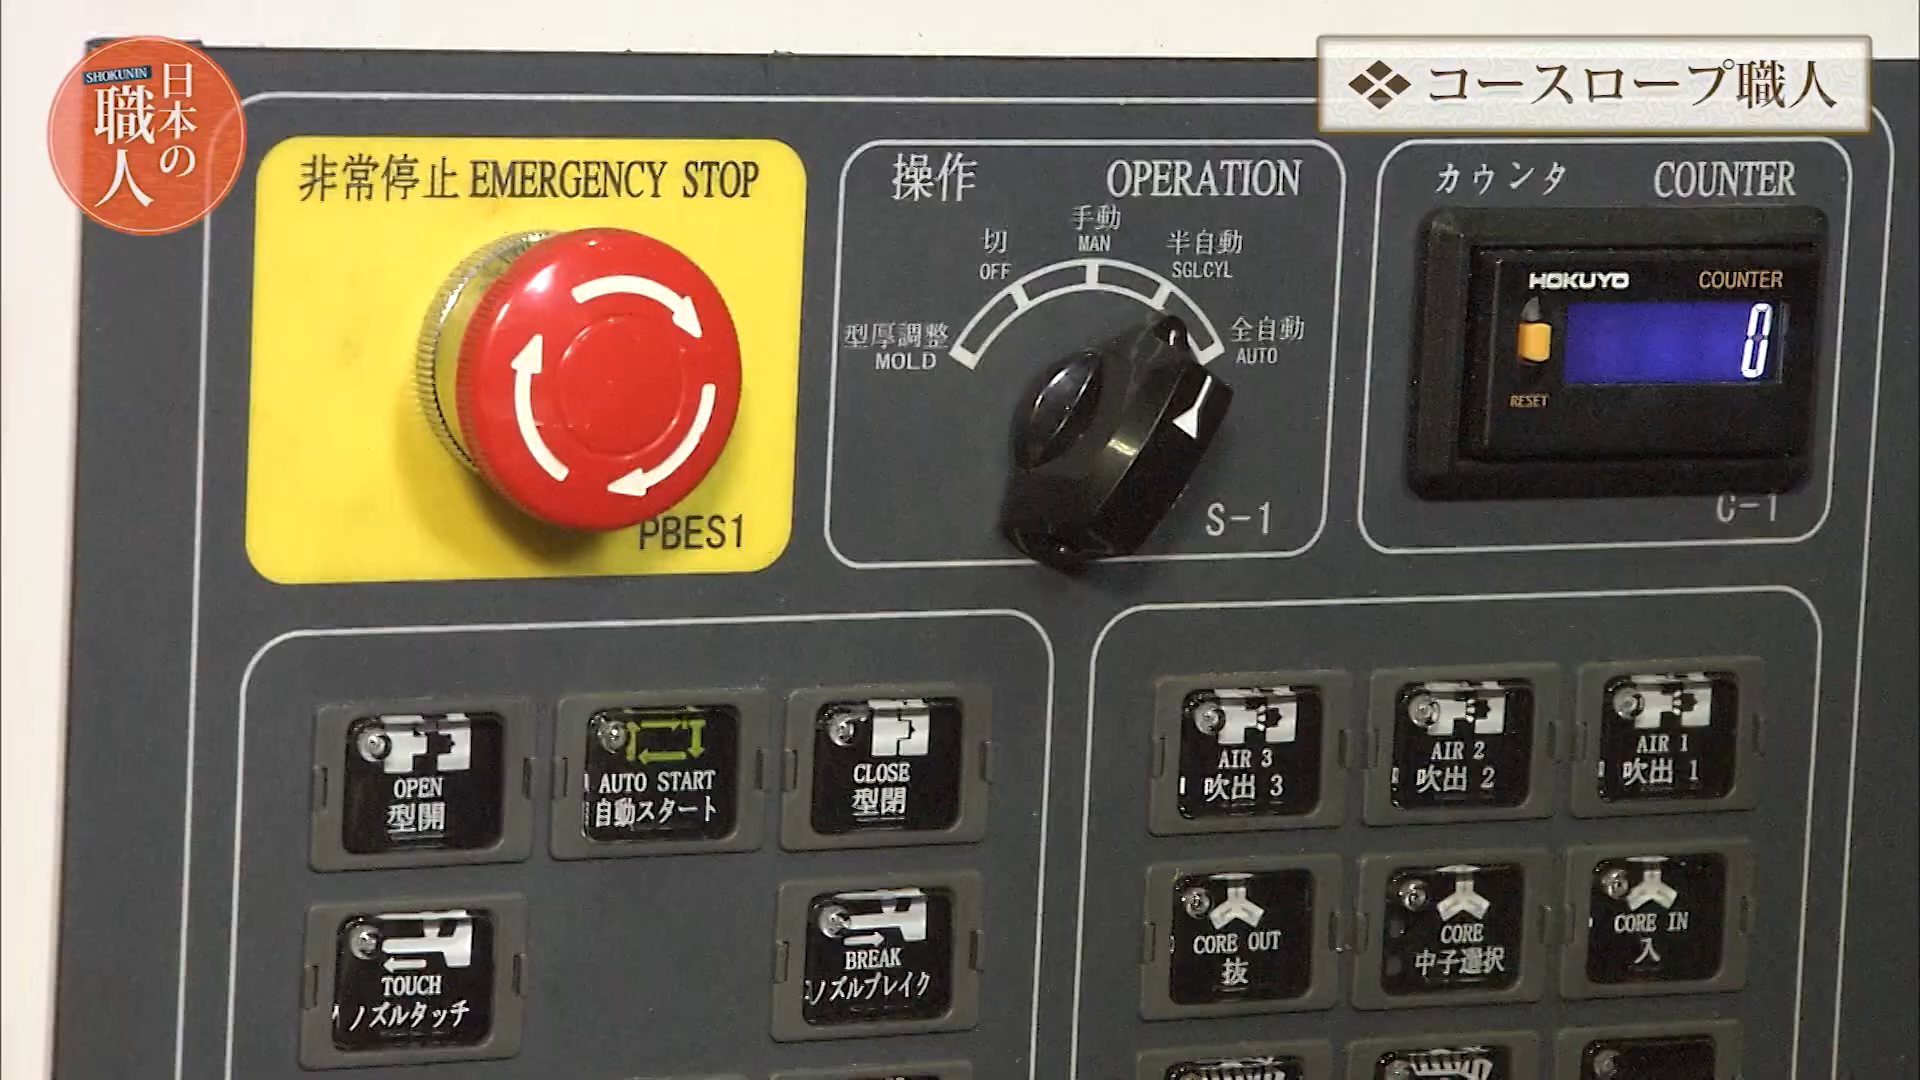 SHOKUNIN
日本の
職人
コースロープ職人
非常停止 EMERGENCY STOP
PBES1
操作 OPERATION
型厚調整
MOLD
切
OFF
手動
MAN
半自動
SGLCYL
全自動
AUTO
S-1
カウンタ COUNTER
HOKUYO COUNTER
RESET
0
C-1
OPEN
型開
AUTO START
自動スタート
CLOSE
型閉
AIR 3
吹出 3
AIR 2
吹出 2
AIR 1
吹出 1
TOUCH
ノズルタッチ
BREAK
ノズルブレイク
CORE OUT
抜
CORE
中子選択
CORE IN
入